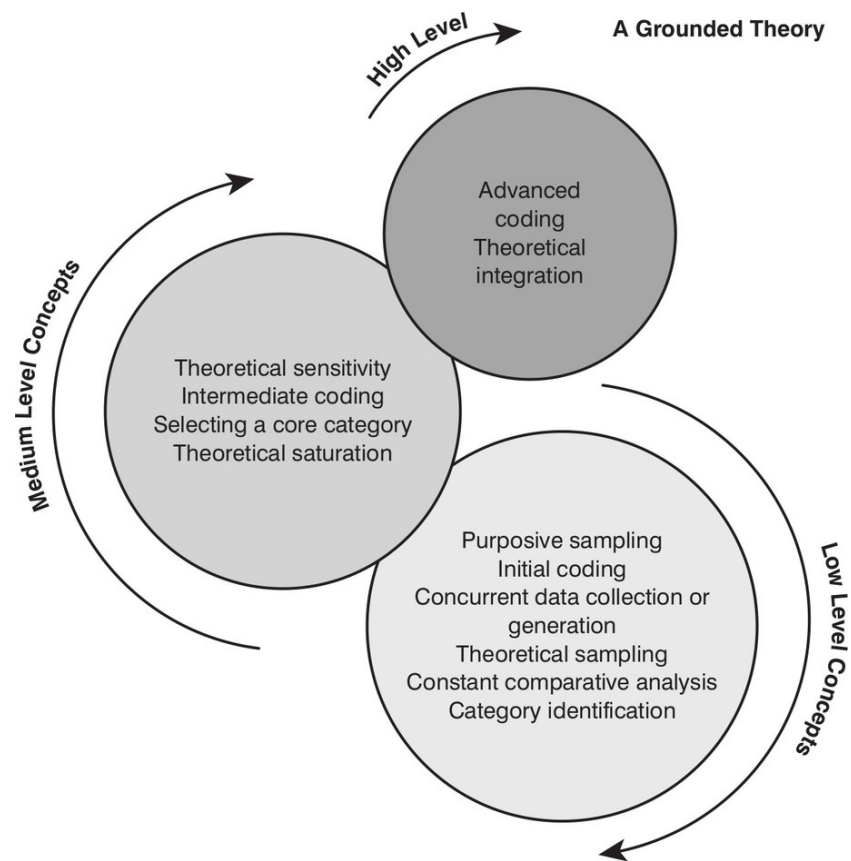 High Level
A Grounded Theory
Advanced
coding
Theoretical
integration
Medium Level Concepts
Theoretical sensitivity
Intermediate coding
Selecting a core category
Theoretical saturation
Purposive sampling
Initial coding
Concurrent data collection or
generation
Theoretical sampling
Constant comparative analysis
Category identification
Low Level Concepts